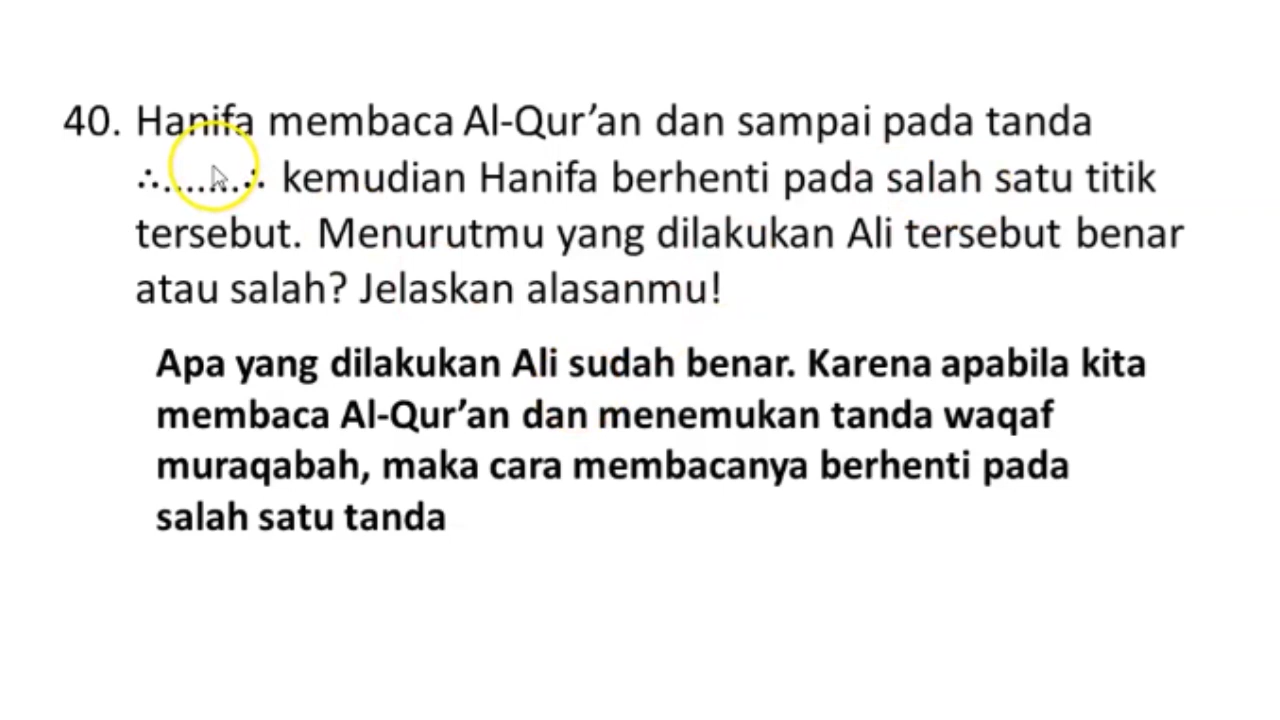 40. Hanifa membaca Al-Qur’an dan sampai pada tanda
∴.......∴ kemudian Hanifa berhenti pada salah satu titik
tersebut. Menurutmu yang dilakukan Ali tersebut benar
atau salah? Jelaskan alasanmu!
Apa yang dilakukan Ali sudah benar. Karena apabila kita
membaca Al-Qur’an dan menemukan tanda waqaf
muraqabah, maka cara membacanya berhenti pada
salah satu tanda